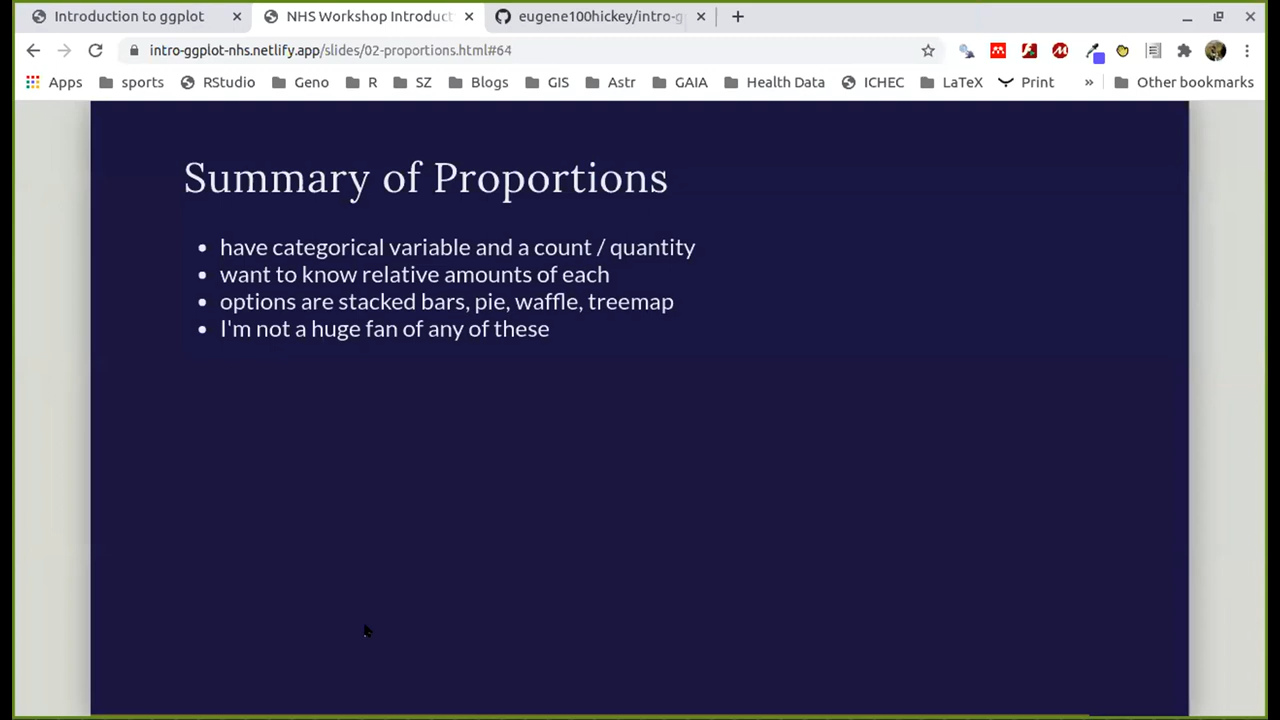 Introduction to ggplot
NHS Workshop Introduct
eugene100hickey/intro-g
intro-ggplot-nhs.netlify.app/slides/02-proportions.html#64
Apps
sports
RStudio
Geno
R
SZ
Blogs
GIS
Astr
GAIA
Health Data
ICHEC
LaTeX
Print
»
Other bookmarks
Summary of Proportions
• have categorical variable and a count / quantity
• want to know relative amounts of each
• options are stacked bars, pie, waffle, treemap
• I'm not a huge fan of any of these